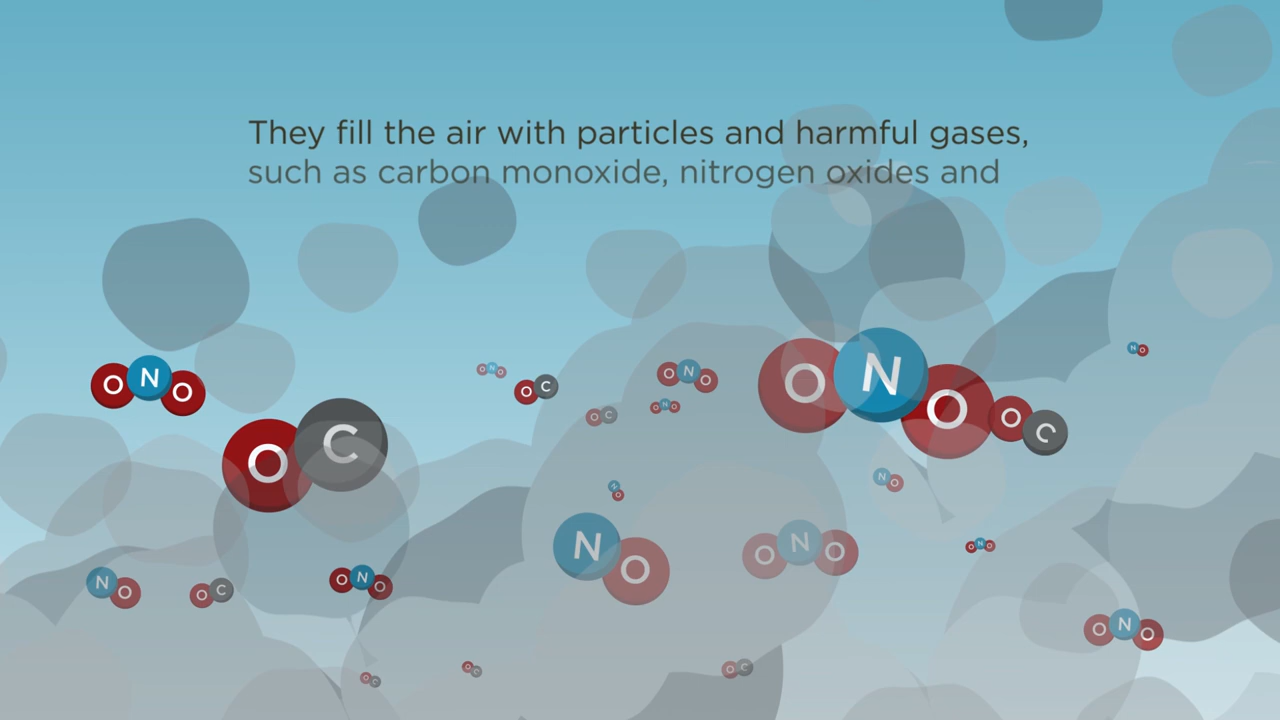 They fill the air with particles and harmful gases,
such as carbon monoxide, nitrogen oxides and
N O
O N O
N O O N O
O C
O N O
O C
O N O
O C
O N O
O C
N O
N O
N O
O N O
O N O
O N O
N O
O C
O N O
O C
O C
O C